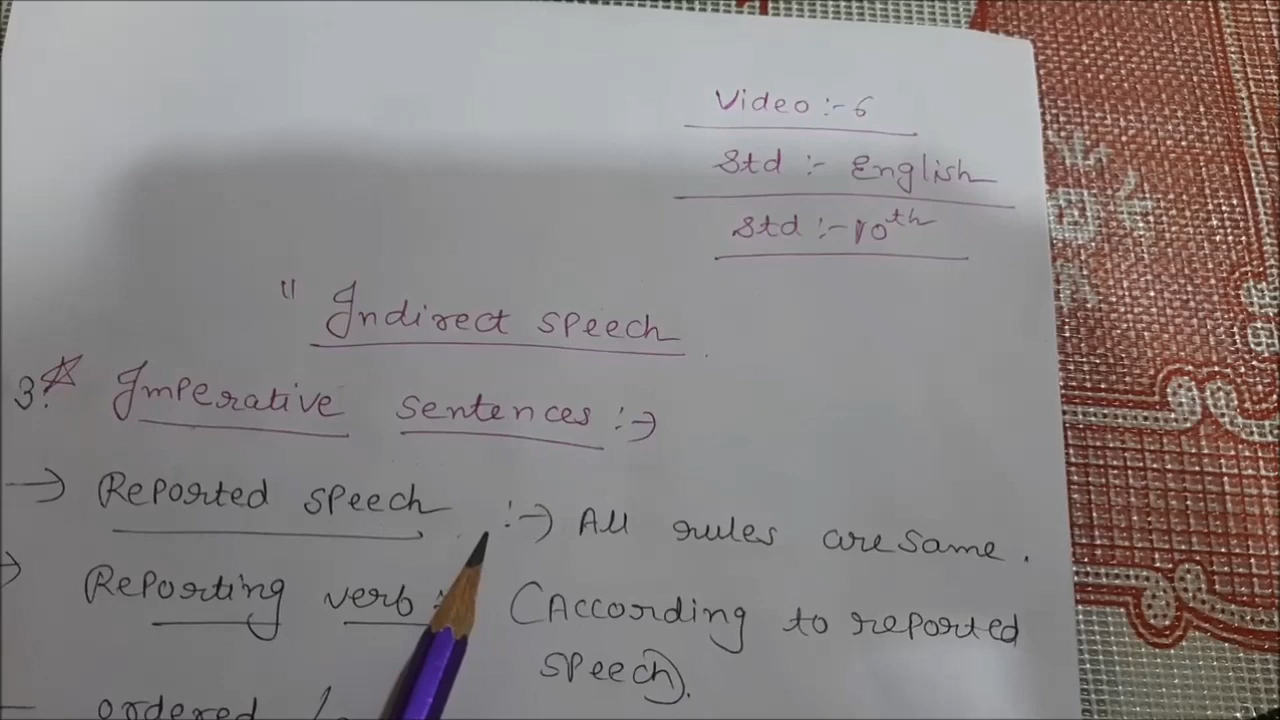 Video :- 6
Std :- English
Std :- 10th
" Indirect speech
3.☆ Imperative sentences :->
-> Reported speech :-> All rules are same.
-> Reporting verb : (According to reported
speech).
ordered /